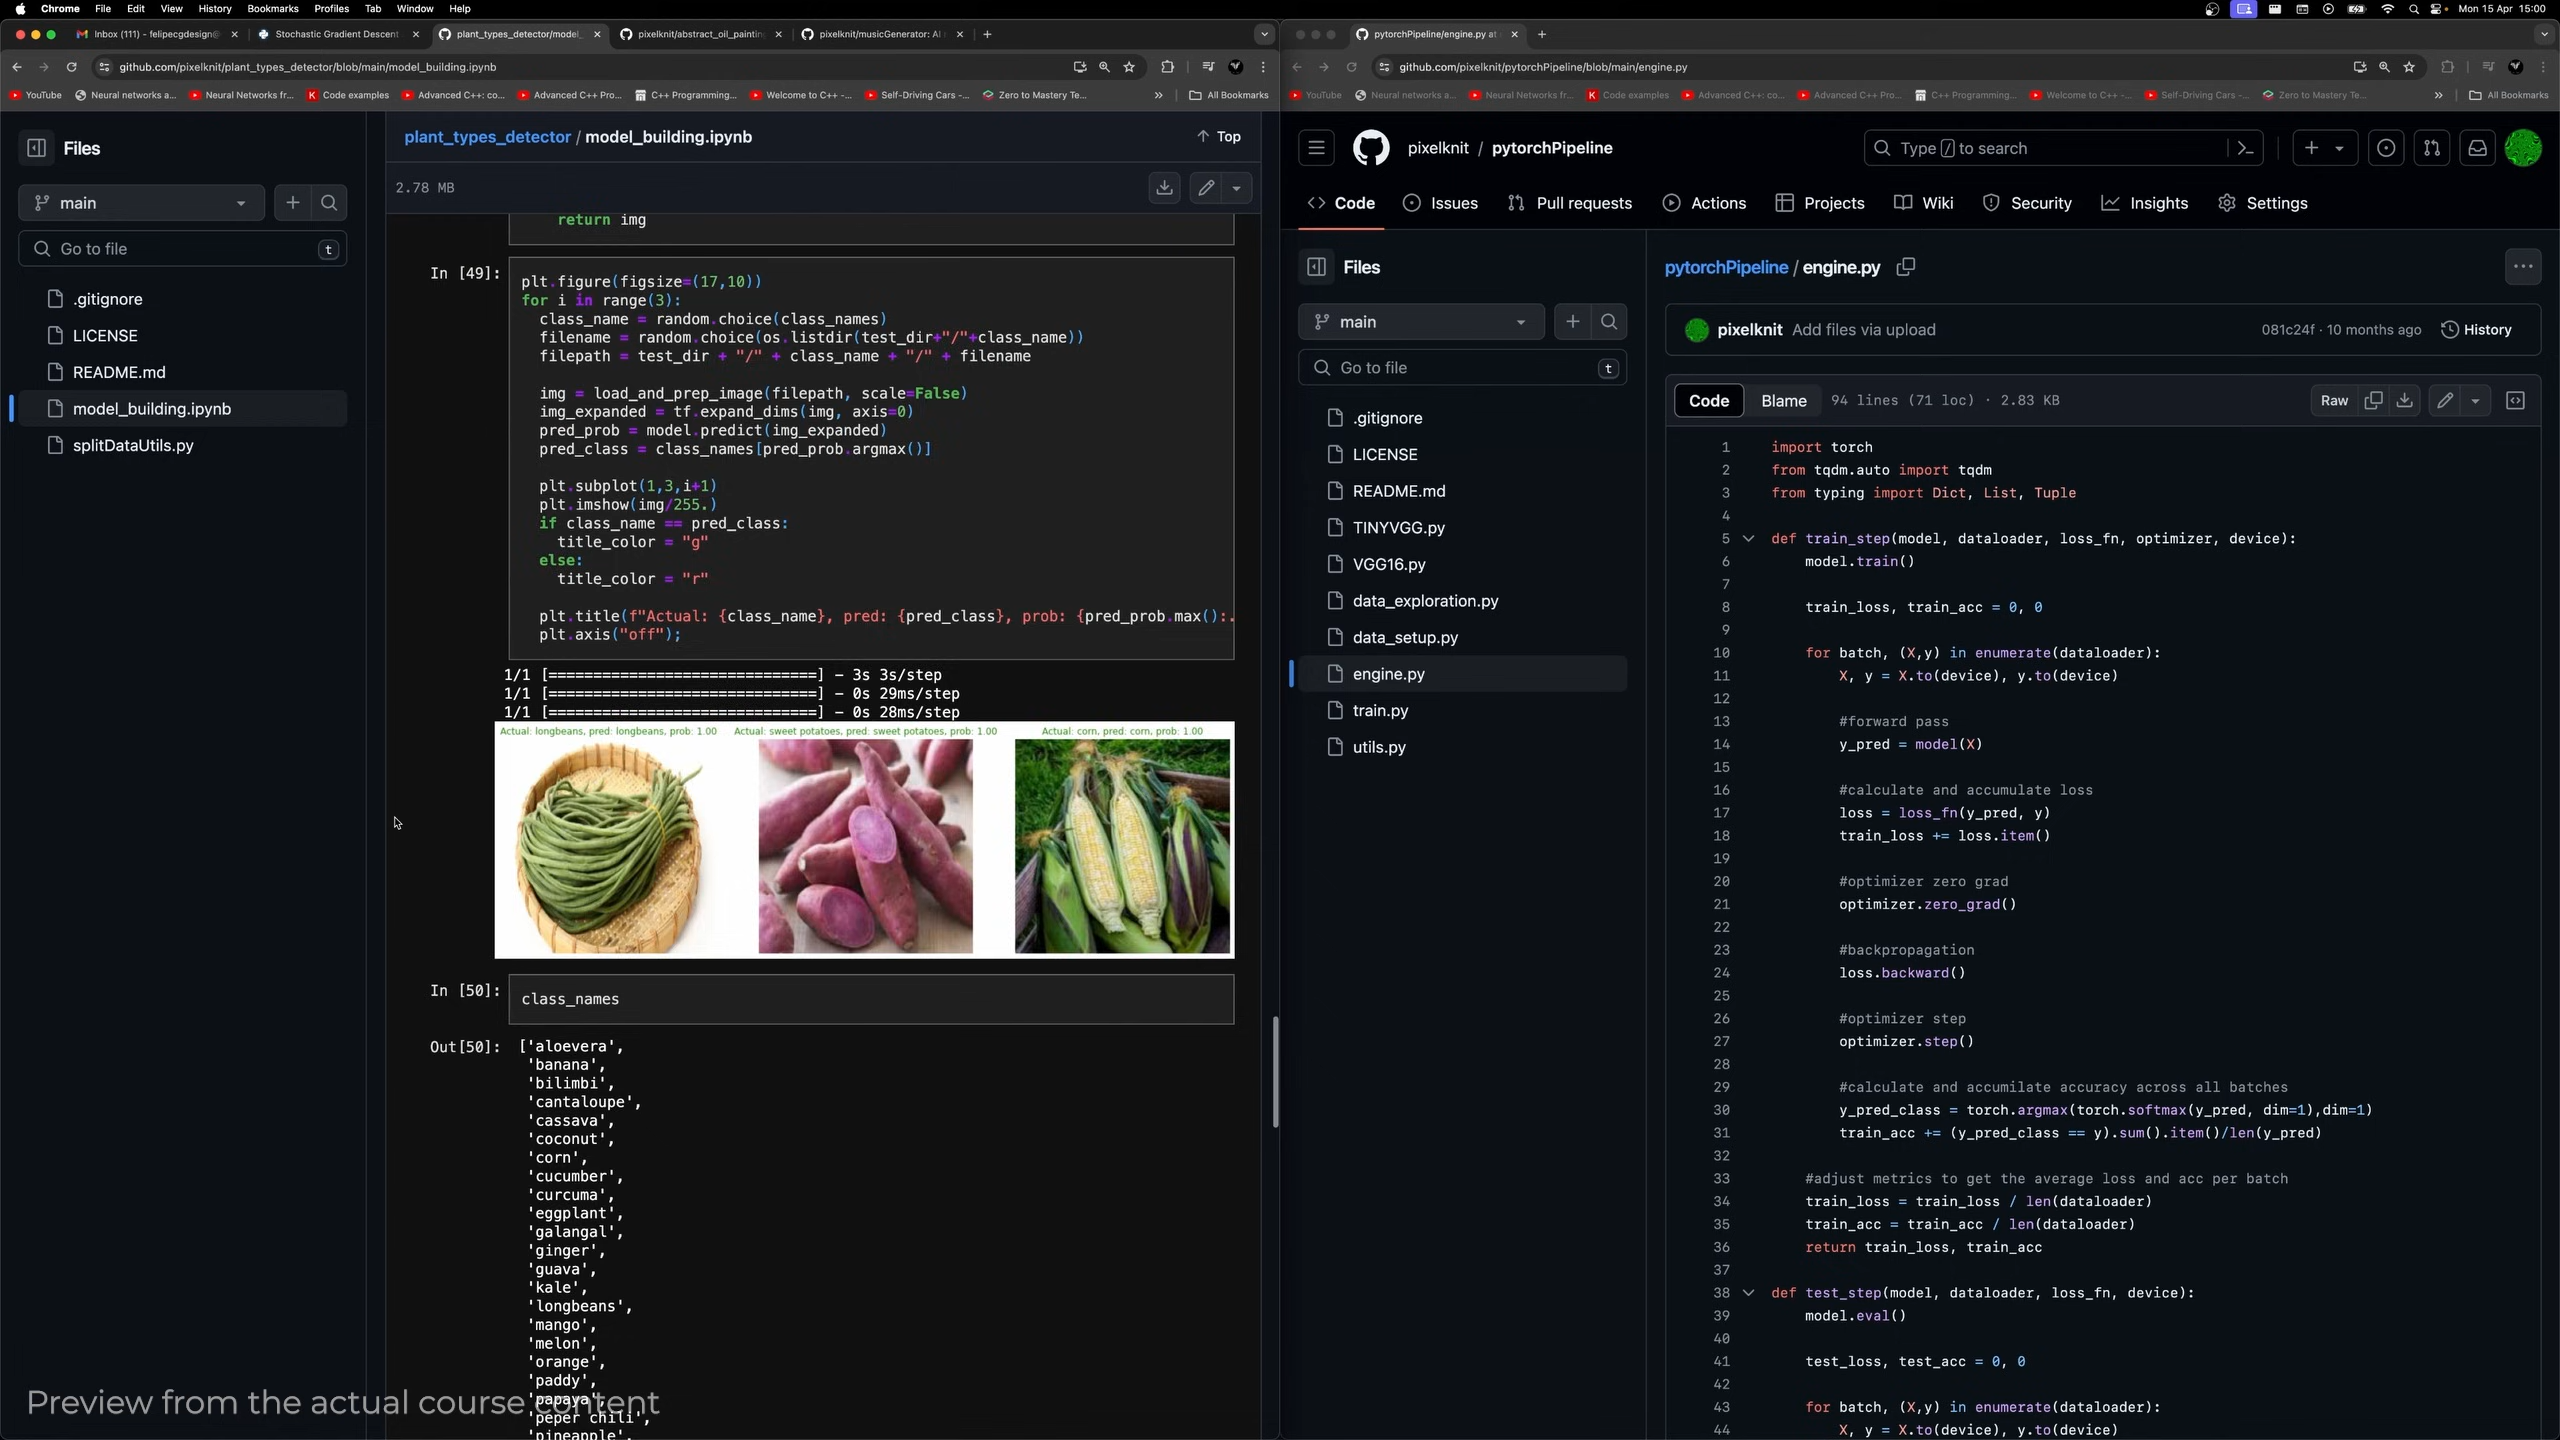 Chrome File Edit View History Bookmarks Profiles Tab Window Help
Mon 15 Apr 15:00
Inbox (111) - felipecgdesign@
Stochastic Gradient Descent
plant_types_detector/model_
pixelknit/abstract_oil_painting
pixelknit/musicGenerator: AI
github.com/pixelknit/plant_types_detector/blob/main/model_building.ipynb
YouTube
Neural networks a...
Neural Networks fr...
Code examples
Advanced C++: co...
Advanced C++ Pro...
C++ Programming...
Welcome to C++ -...
Self-Driving Cars -...
Zero to Mastery Te...
»
All Bookmarks
Files
main
Go to file
t
.gitignore
LICENSE
README.md
model_building.ipynb
splitDataUtils.py
plant_types_detector / model_building.ipynb
Top
2.78 MB
return img
In [49]:
plt.figure(figsize=(17,10))
for i in range(3):
class_name = random.choice(class_names)
filename = random.choice(os.listdir(test_dir+"/"+class_name))
filepath = test_dir + "/" + class_name + "/" + filename
img = load_and_prep_image(filepath, scale=False)
img_expanded = tf.expand_dims(img, axis=0)
pred_prob = model.predict(img_expanded)
pred_class = class_names[pred_prob.argmax()]
plt.subplot(1,3,i+1)
plt.imshow(img/255.)
if class_name == pred_class:
title_color = "g"
else:
title_color = "r"
plt.title(f"Actual: {class_name}, pred: {pred_class}, prob: {pred_prob.max():.
plt.axis("off");
1/1 [==============================] - 3s 3s/step
1/1 [==============================] - 0s 29ms/step
1/1 [==============================] - 0s 28ms/step
Actual: longbeans, pred: longbeans, prob: 1.00
Actual: sweet potatoes, pred: sweet potatoes, prob: 1.00
Actual: corn, pred: corn, prob: 1.00
In [50]:
class_names
Out[50]:
['aloevera',
'banana',
'bilimbi',
'cantaloupe',
'cassava',
'coconut',
'corn',
'cucumber',
'curcuma',
'eggplant',
'galangal',
'ginger',
'guava',
'kale',
'longbeans',
'mango',
'melon',
'orange',
'paddy',
'papaya',
'peper chili',
'pineapple',
Preview from the actual course content
pytorchPipeline/engine.py at
github.com/pixelknit/pytorchPipeline/blob/main/engine.py
YouTube
Neural networks a...
Neural Networks fr...
Code examples
Advanced C++: co...
Advanced C++ Pro...
C++ Programming...
Welcome to C++ -...
Self-Driving Cars -...
Zero to Mastery Te...
»
All Bookmarks
pixelknit / pytorchPipeline
Type / to search
Code
Issues
Pull requests
Actions
Projects
Wiki
Security
Insights
Settings
Files
main
Go to file
t
.gitignore
LICENSE
README.md
TINYVGG.py
VGG16.py
data_exploration.py
data_setup.py
engine.py
train.py
utils.py
pytorchPipeline / engine.py
pixelknit Add files via upload
081c24f · 10 months ago
History
Code
Blame
94 lines (71 loc) · 2.83 KB
Raw
1 import torch
2 from tqdm.auto import tqdm
3 from typing import Dict, List, Tuple
4
5 def train_step(model, dataloader, loss_fn, optimizer, device):
6 model.train()
7
8 train_loss, train_acc = 0, 0
9
10 for batch, (X,y) in enumerate(dataloader):
11 X, y = X.to(device), y.to(device)
12
13 #forward pass
14 y_pred = model(X)
15
16 #calculate and accumulate loss
17 loss = loss_fn(y_pred, y)
18 train_loss += loss.item()
19
20 #optimizer zero grad
21 optimizer.zero_grad()
22
23 #backpropagation
24 loss.backward()
25
26 #optimizer step
27 optimizer.step()
28
29 #calculate and accumilate accuracy across all batches
30 y_pred_class = torch.argmax(torch.softmax(y_pred, dim=1),dim=1)
31 train_acc += (y_pred_class == y).sum().item()/len(y_pred)
32
33 #adjust metrics to get the average loss and acc per batch
34 train_loss = train_loss / len(dataloader)
35 train_acc = train_acc / len(dataloader)
36 return train_loss, train_acc
37
38 def test_step(model, dataloader, loss_fn, device):
39 model.eval()
40
41 test_loss, test_acc = 0, 0
42
43 for batch, (X,y) in enumerate(dataloader):
44 X, y = X.to(device), y.to(device)